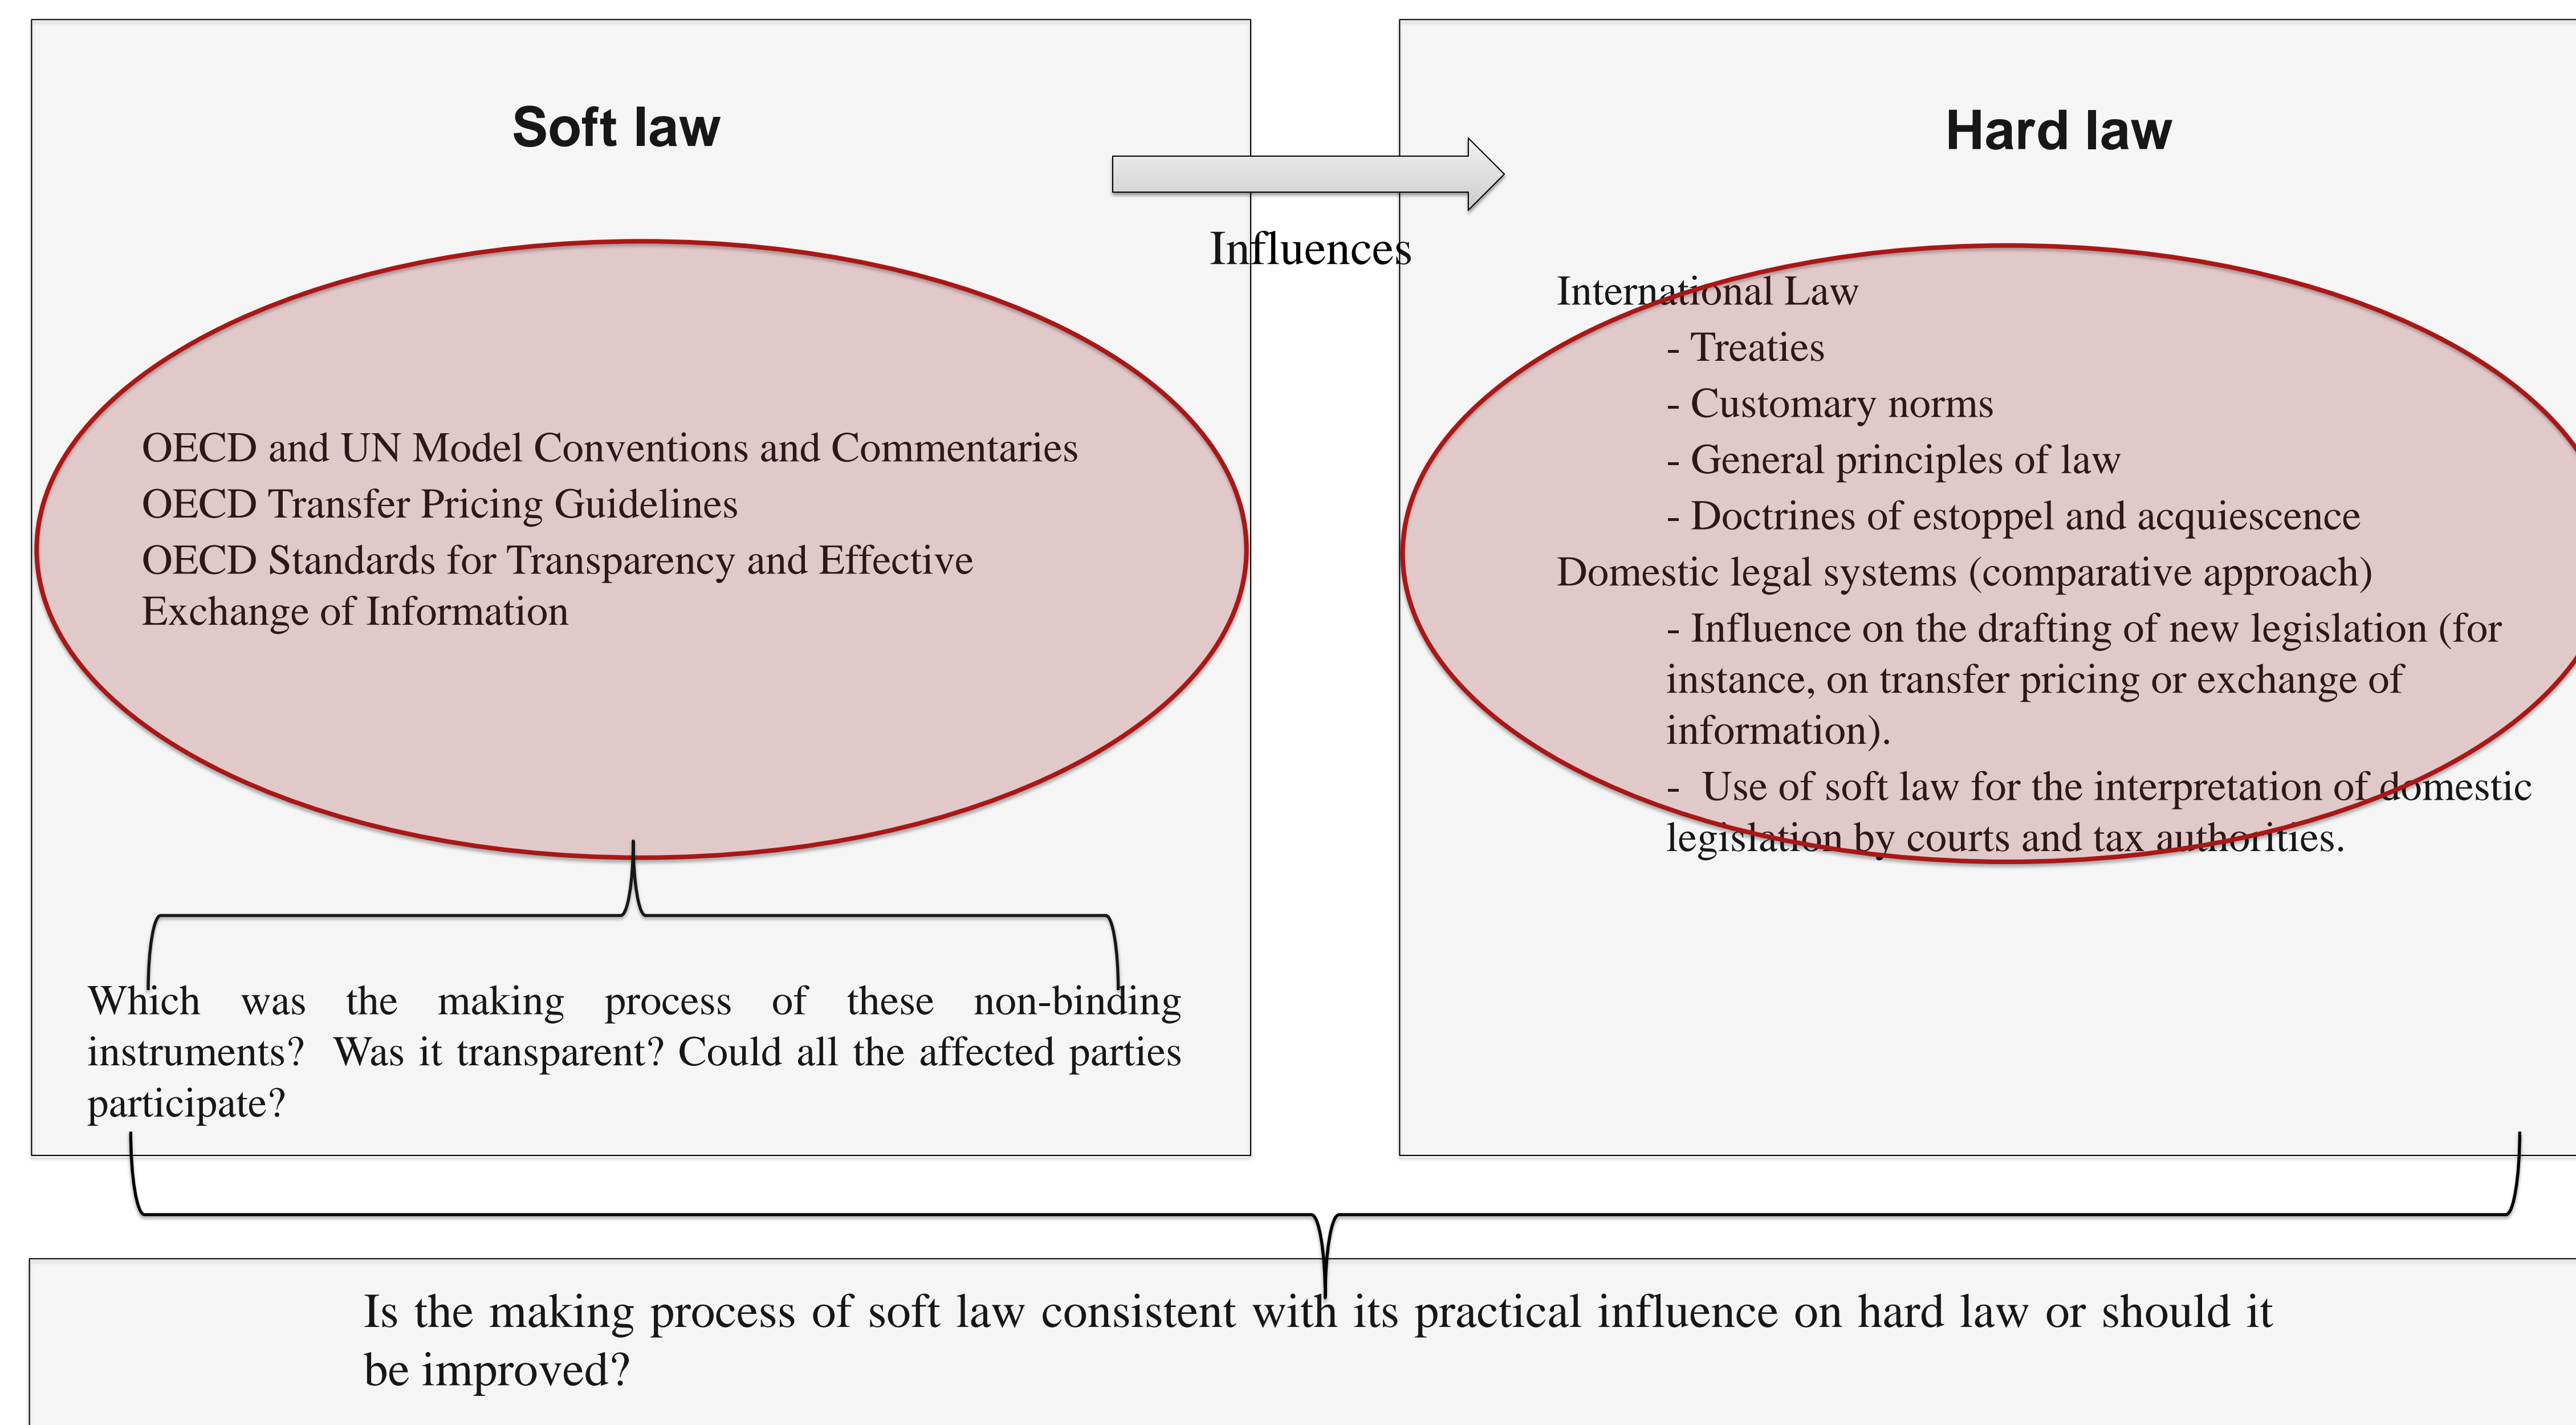 Soft law
OECD and UN Model Conventions and Commentaries
OECD Transfer Pricing Guidelines
OECD Standards for Transparency and Effective
Exchange of Information
Which was the making process of these non-binding
instruments? Was it transparent? Could all the affected parties
participate?
Influences
Hard law
International Law
- Treaties
- Customary norms
- General principles of law
- Doctrines of estoppel and acquiescence
Domestic legal systems (comparative approach)
- Influence on the drafting of new legislation (for
instance, on transfer pricing or exchange of
information).
- Use of soft law for the interpretation of domestic
legislation by courts and tax authorities.
Is the making process of soft law consistent with its practical influence on hard law or should it
be improved?